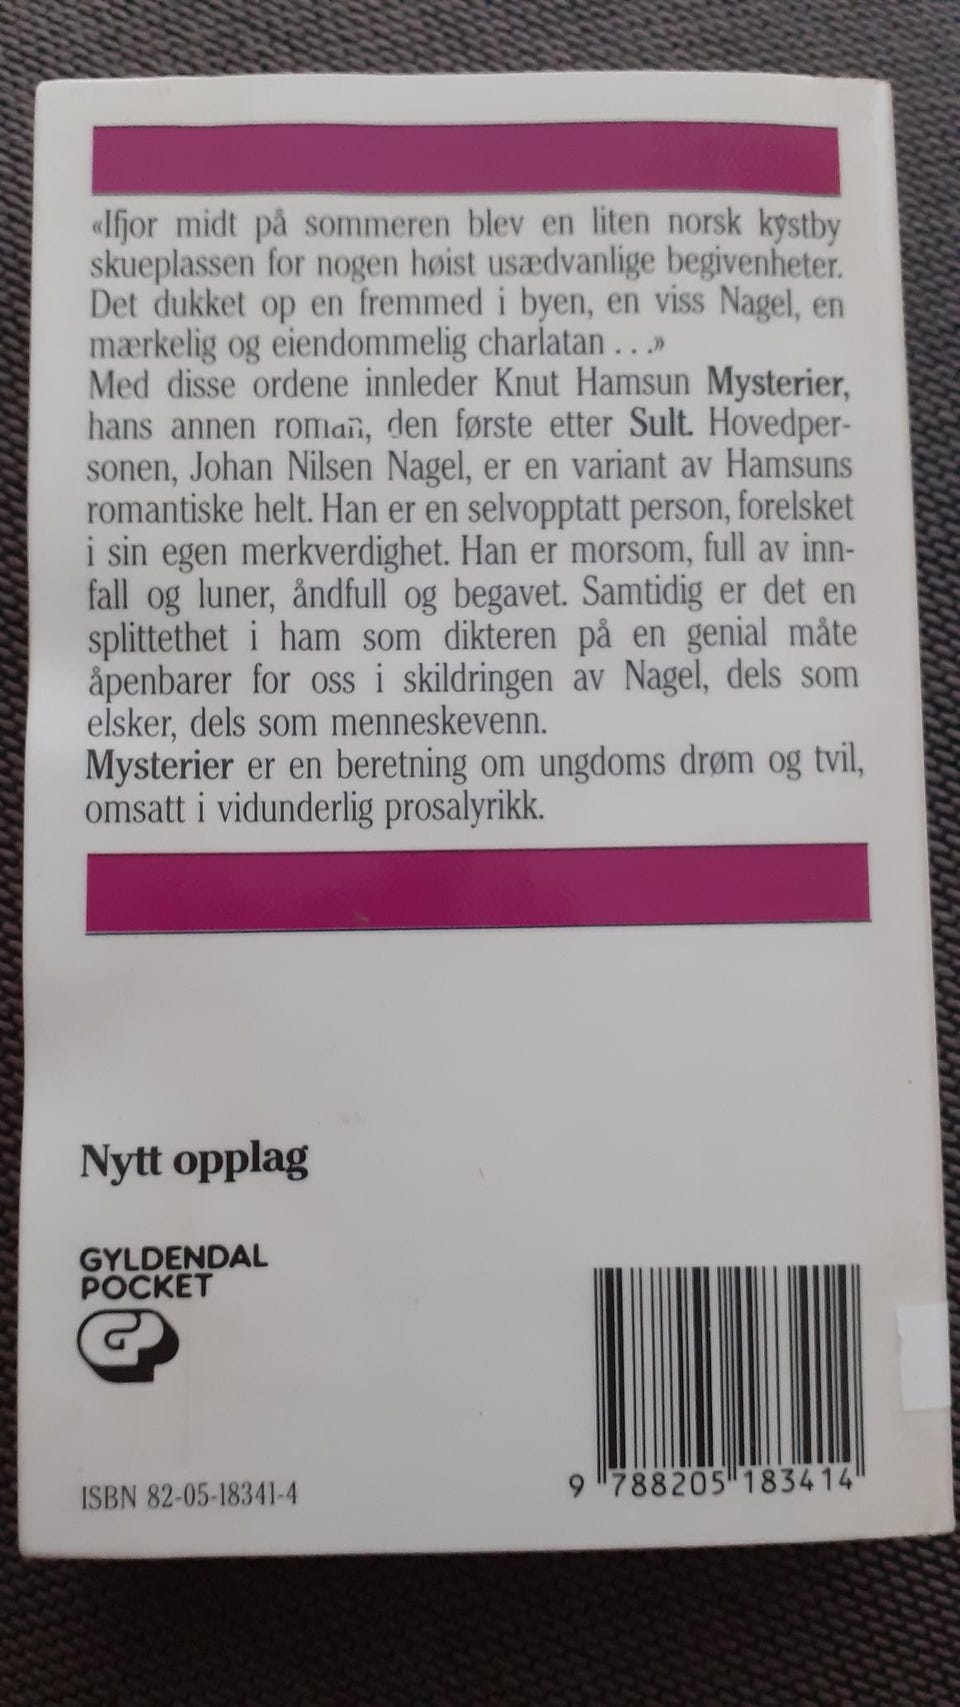 «Ifjor midt på sommeren blev en liten norsk kystby
skueplassen for nogen høist usædvanlige begivenheter.
Det dukket op en fremmed i byen, en viss Nagel, en
mærkelig og eiendommelig charlatan . . .»
Med disse ordene innleder Knut Hamsun Mysterier,
hans annen roman, den første etter Sult. Hovedper-
sonen, Johan Nilsen Nagel, er en variant av Hamsuns
romantiske helt. Han er en selvopptatt person, forelsket
i sin egen merkverdighet. Han er morsom, full av inn-
fall og luner, åndfull og begavet. Samtidig er det en
splittethet i ham som dikteren på en genial måte
åpenbarer for oss i skildringen av Nagel, dels som
elsker, dels som menneskevenn.
Mysterier er en beretning om ungdoms drøm og tvil,
omsatt i vidunderlig prosalyrikk.
Nytt opplag
GYLDENDAL
POCKET
GP
ISBN 82-05-18341-4
9 788205 183414